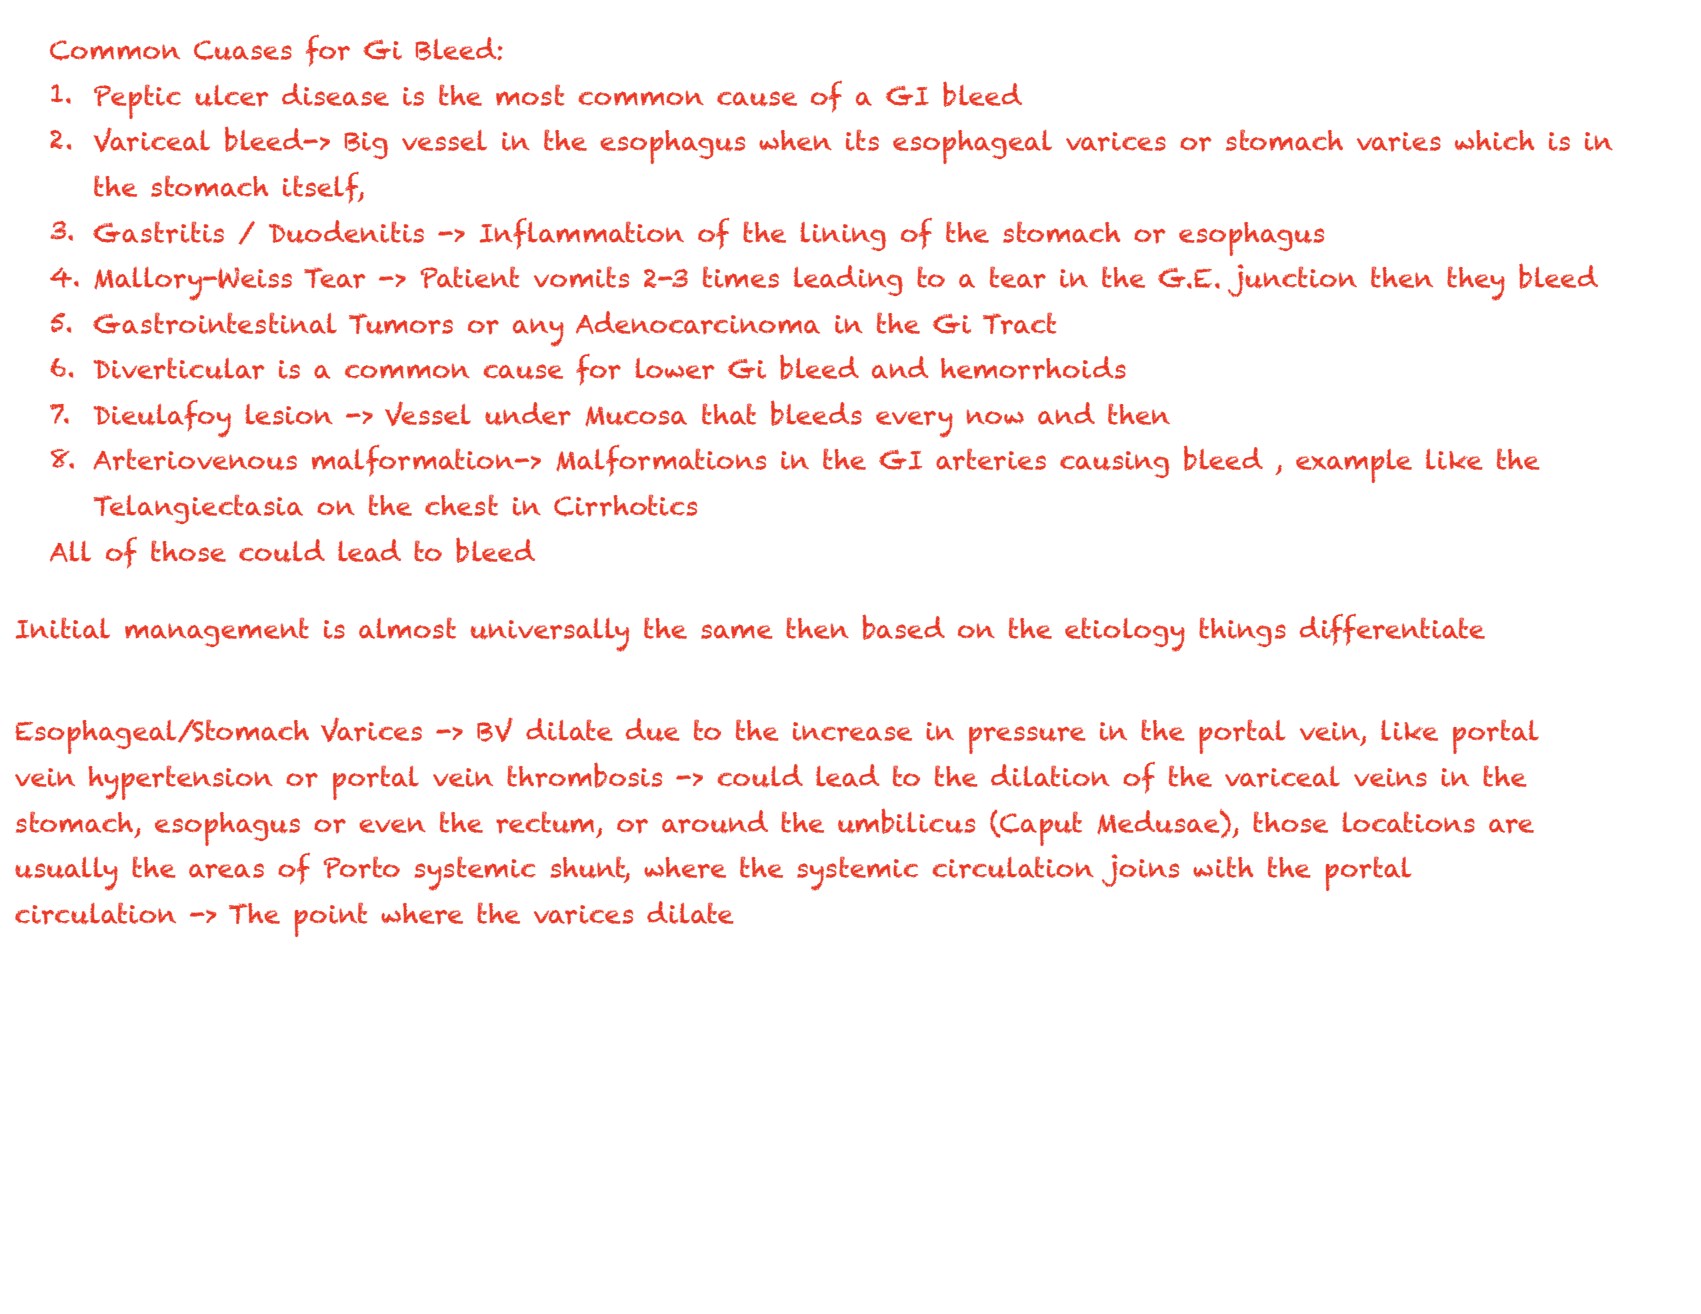 Common Cuases for Gi Bleed:
1. Peptic ulcer disease is the most common cause of a GI bleed
2. Variceal bleed-> Big vessel in the esophagus when its esophageal varices or stomach varies which is in
the stomach itself,
3. Gastritis / Duodenitis -> Inflammation of the lining of the stomach or esophagus
4. Mallory-Weiss Tear -> Patient vomits 2-3 times leading to a tear in the G.E. junction then they bleed
5. Gastrointestinal Tumors or any Adenocarcinoma in the Gi Tract
6. Diverticular is a common cause for lower Gi bleed and hemorrhoids
7. Dieulafoy lesion -> Vessel under Mucosa that bleeds every now and then
8. Arteriovenous malformation-> Malformations in the GI arteries causing bleed , example like the
Telangiectasia on the chest in Cirrhotics
All of those could lead to bleed
Initial management is almost universally the same then based on the etiology things differentiate
Esophageal/Stomach Varices -> BV dilate due to the increase in pressure in the portal vein, like portal
vein hypertension or portal vein thrombosis -> could lead to the dilation of the variceal veins in the
stomach, esophagus or even the rectum, or around the umbilicus (Caput Medusae), those locations are
usually the areas of Porto systemic shunt, where the systemic circulation joins with the portal
circulation -> The point where the varices dilate